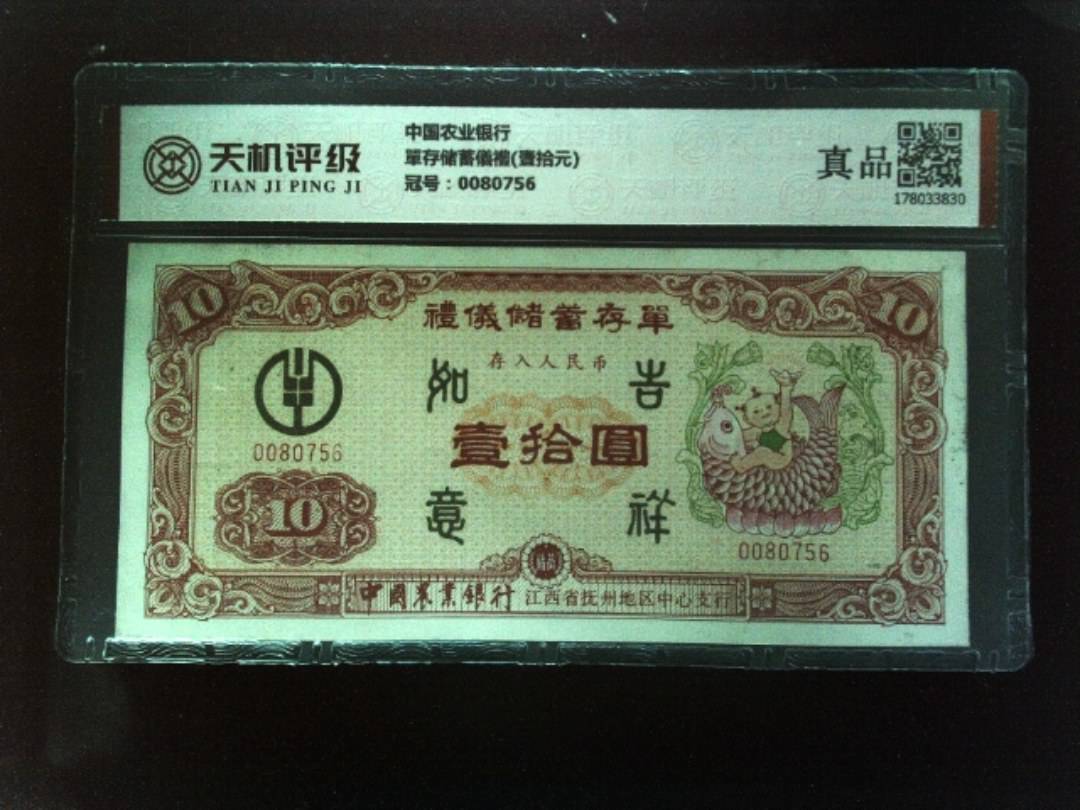 天机评级
TIAN JI PING JI
中国农业银行
單存储蓄儀禮(壹拾元)
冠号：0080756
真品
178033830
10
10
禮儀儲蓄存單
存入人民币
如
吉
0080756
壹拾圓
10
意
祥
0080756
中國農業銀行 江西省抚州地区中心支行